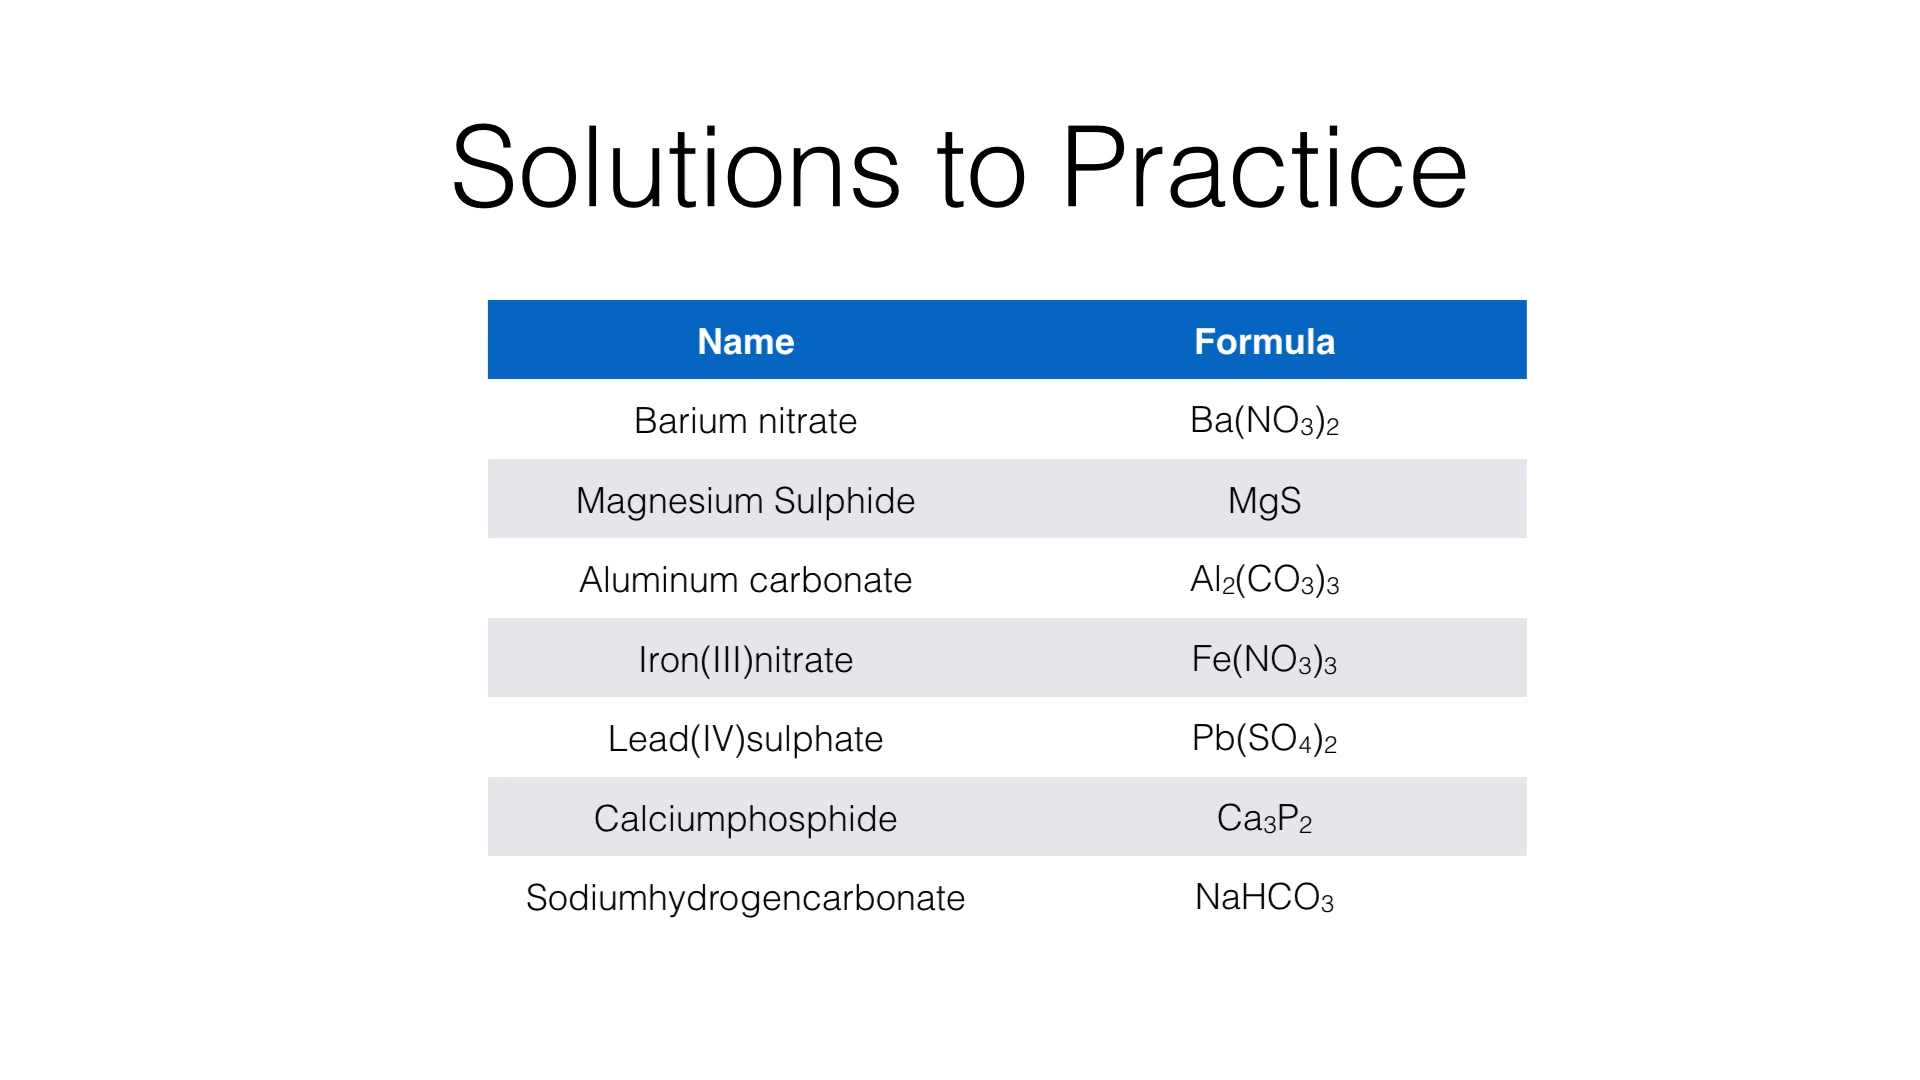 Solutions to Practice
Name Formula
Barium nitrate Ba(NO₃)₂
Magnesium Sulphide MgS
Aluminum carbonate Al₂(CO₃)₃
Iron(III)nitrate Fe(NO₃)₃
Lead(IV)sulphate Pb(SO₄)₂
Calciumphosphide Ca₃P₂
Sodiumhydrogencarbonate NaHCO₃